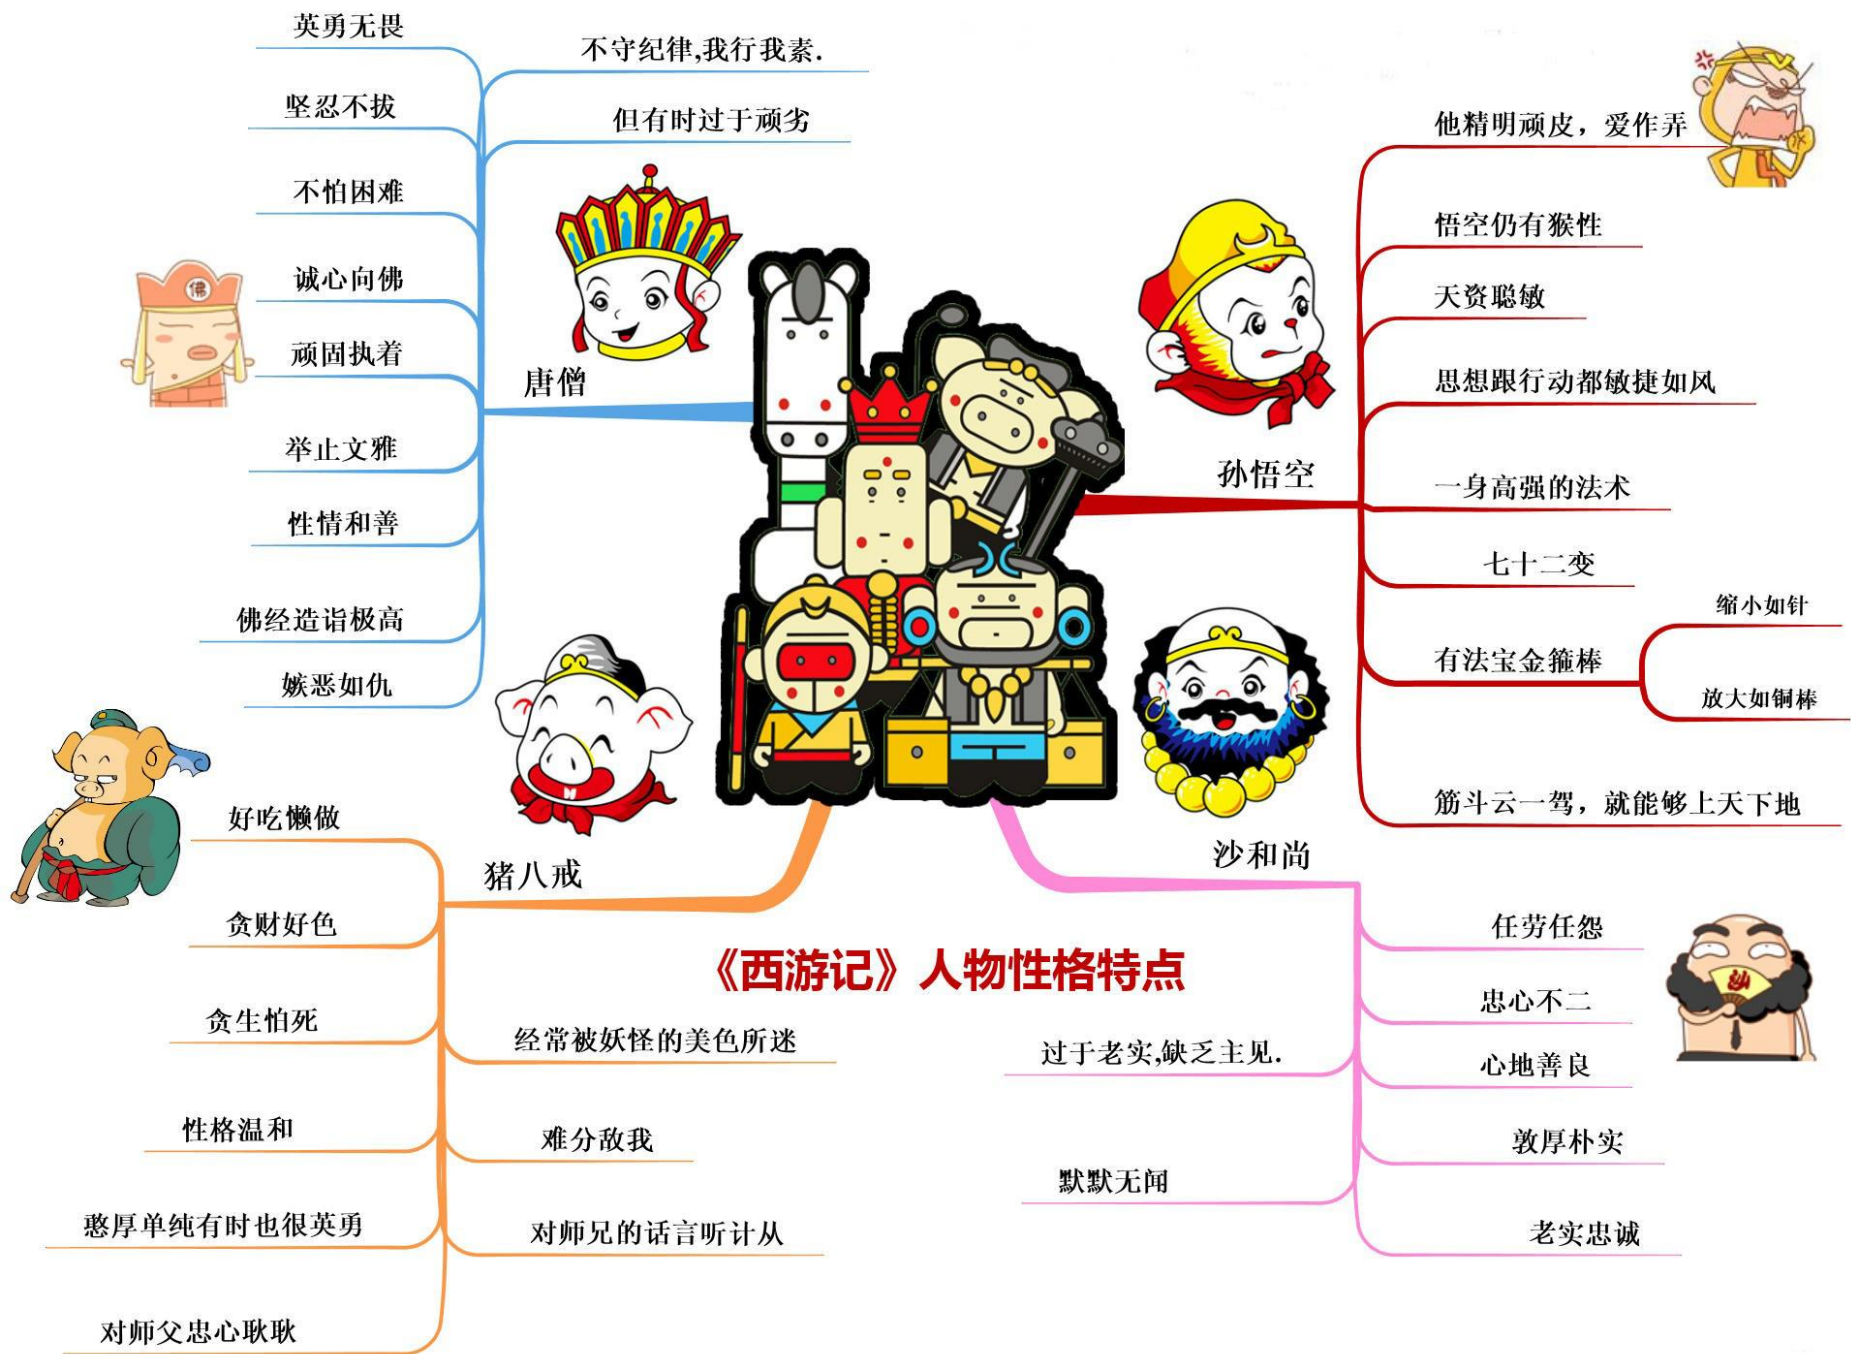 《西游记》人物性格特点
唐僧
英勇无畏
坚忍不拔
不怕困难
诚心向佛
顽固执着
举止文雅
性情和善
佛经造诣极高
嫉恶如仇
不守纪律,我行我素.
但有时过于顽劣
佛
孙悟空
他精明顽皮，爱作弄
悟空仍有猴性
天资聪敏
思想跟行动都敏捷如风
一身高强的法术
七十二变
有法宝金箍棒
缩小如针
放大如铜棒
筋斗云一驾，就能够上天下地
猪八戒
好吃懒做
贪财好色
贪生怕死
性格温和
憨厚单纯有时也很英勇
对师父忠心耿耿
经常被妖怪的美色所迷
难分敌我
对师兄的话言听计从
沙和尚
任劳任怨
忠心不二
心地善良
敦厚朴实
老实忠诚
过于老实,缺乏主见.
默默无闻
沙